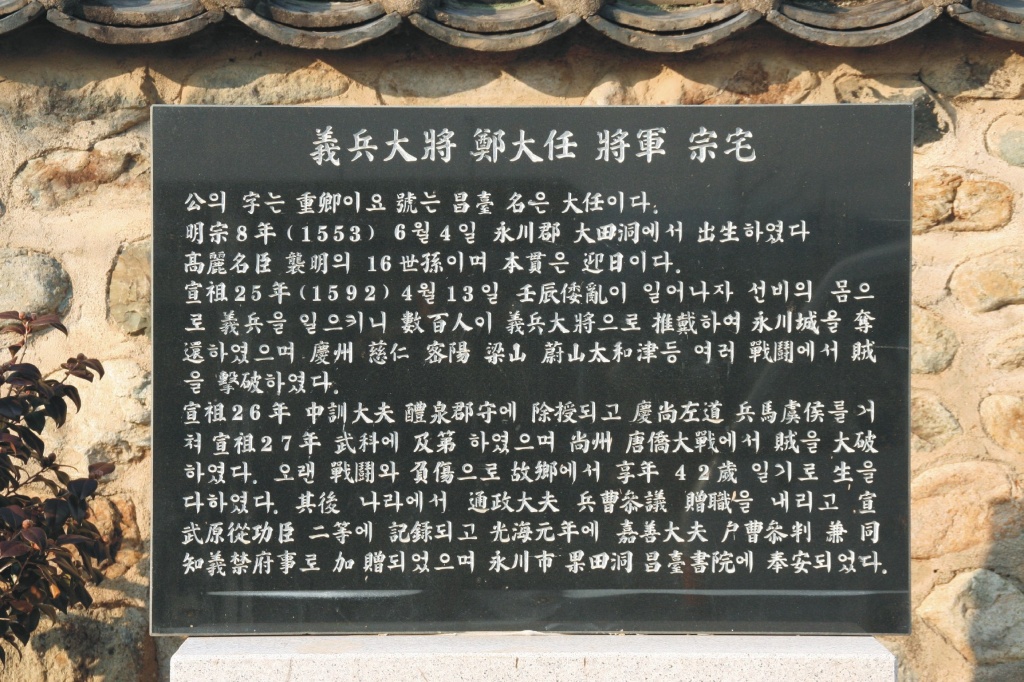 義兵大將 鄭大任 將軍 宗宅
公의 字는 重卿이요 號는 昌臺 名은 大任이다.
明宗8年(1553) 6월4일 永川郡 大田洞에서 出生하였다
高麗名臣 襲明의 16世孫이며 本貫은 迎日이다.
宣祖25年(1592)4월13일 壬辰倭亂이 일어나자 선비의 몸으
로 義兵을 일으키니 數百人이 義兵大將으로 推戴하여 永川城을 奪
還하였으며 慶州 慈仁 密陽 梁山 蔚山太和津등 여러 戰鬪에서 賊
을 擊破하였다.
宣祖26年 中訓大夫 醴泉郡守에 除授되고 慶尙左道 兵馬虞侯를거
처 宣祖27年 武科에 及第 하였으며 尙州 唐僑大戰에서 賊을 大破
하였다. 오랜 戰鬪와 負傷으로 故鄕에서 享年 42歲 일기로 生을
다하였다. 其後 나라에서 通政大夫 兵曹參議 贈職을 내리고 宣
武原從功臣 二等에 記錄되고 光海元年에 嘉善大夫 戶曹參判 兼 同
知義禁府事로 加贈되었으며 永川市 果田洞 昌臺書院에 奉安되었다.